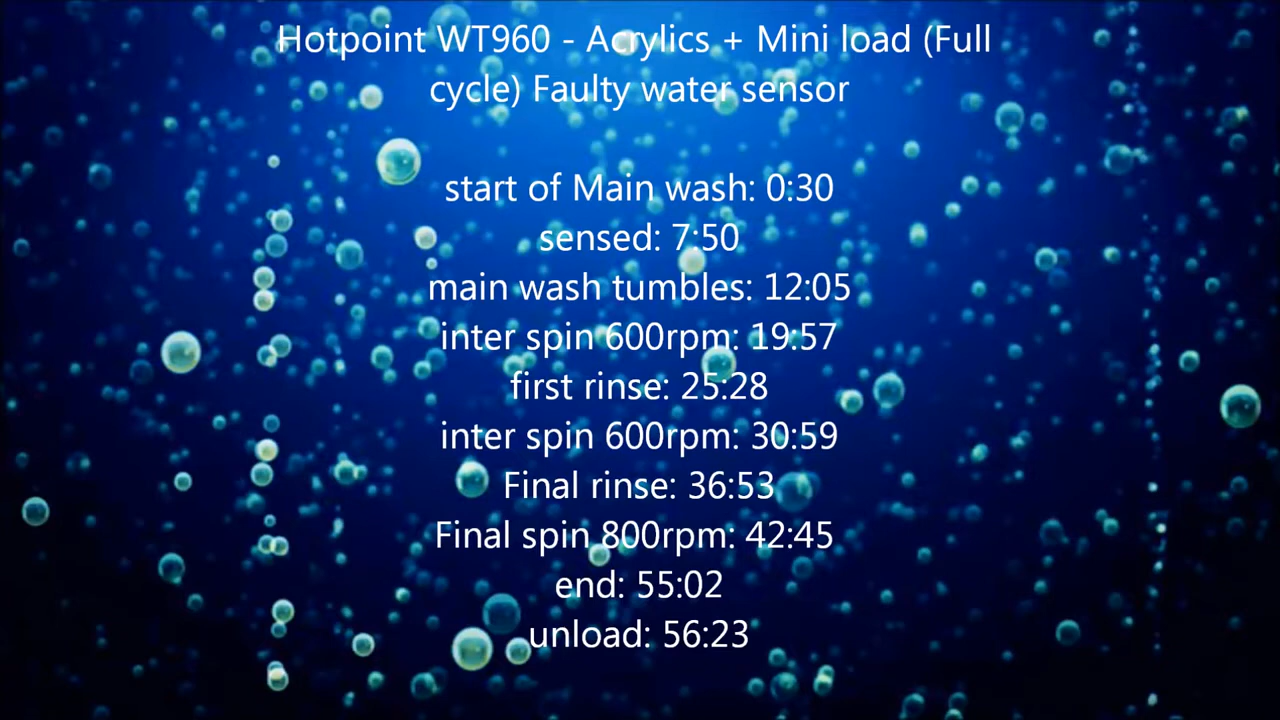 Hotpoint WT960 - Acrylics + Mini load (Full
cycle) Faulty water sensor
start of Main wash: 0:30
sensed: 7:50
main wash tumbles: 12:05
inter spin 600rpm: 19:57
first rinse: 25:28
inter spin 600rpm: 30:59
Final rinse: 36:53
Final spin 800rpm: 42:45
end: 55:02
unload: 56:23